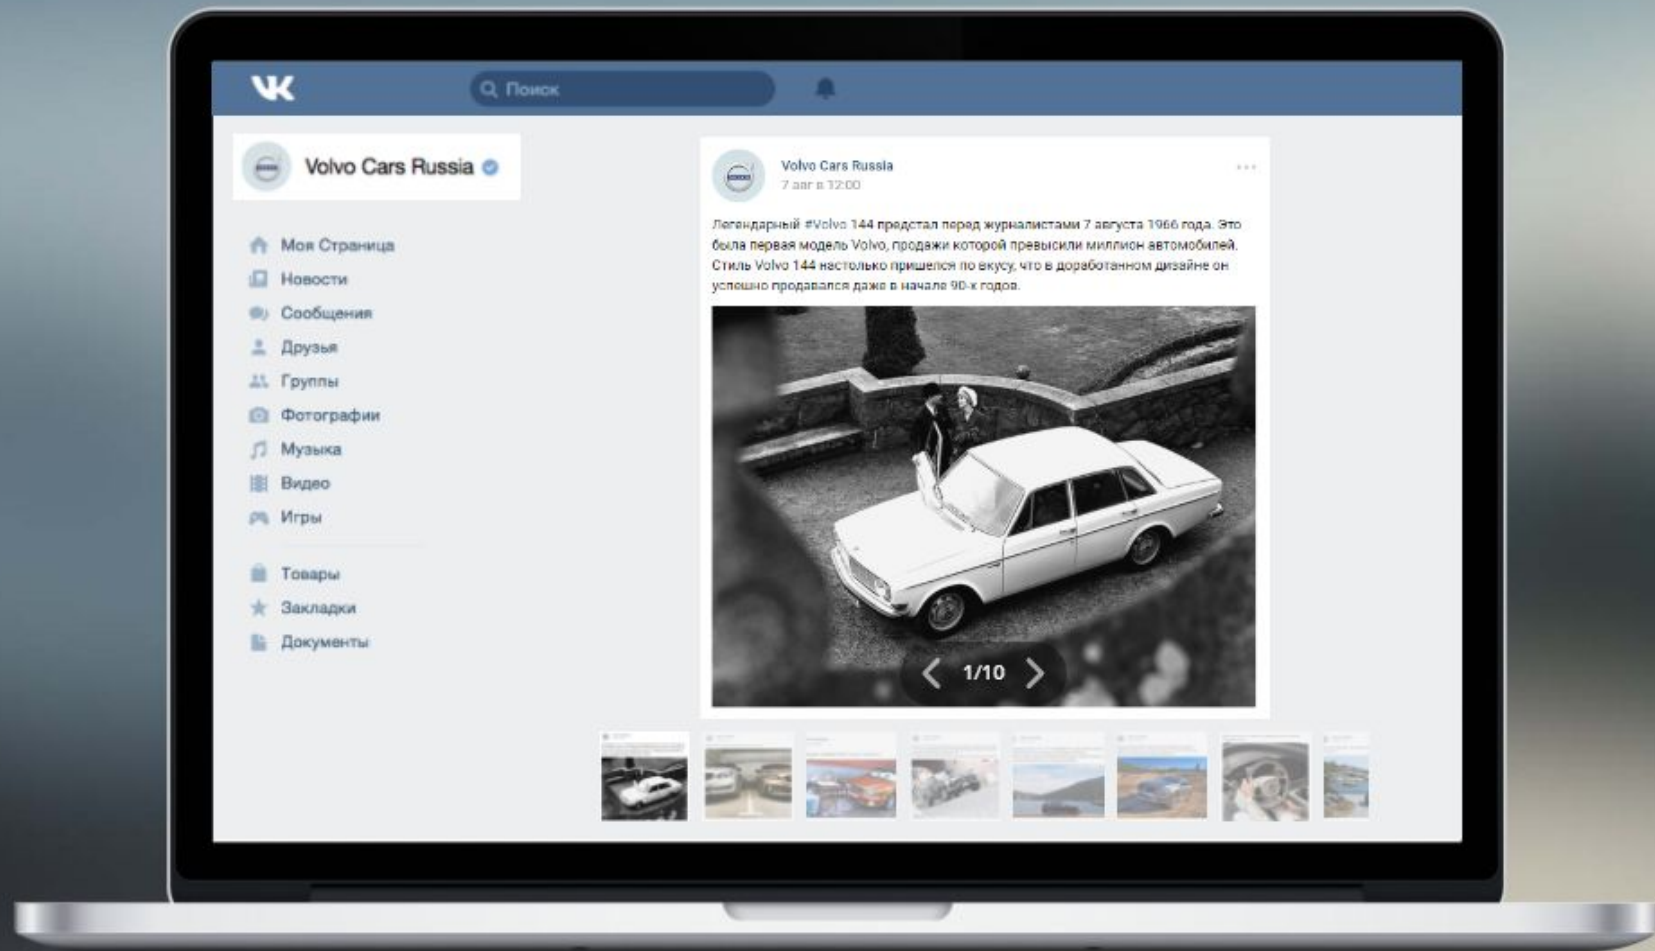 VK
Поиск
Volvo Cars Russia
Моя Страница
Новости
Сообщения
Друзья
Группы
Фотографии
Музыка
Видео
Игры
Товары
Закладки
Документы
Volvo Cars Russia
7 авг в 12:00
Легендарный #Volvo 144 предстал перед журналистами 7 августа 1966 года. Это
была первая модель Volvo, продажи которой превысили миллион автомобилей.
Стиль Volvo 144 настолько пришелся по вкусу, что в доработанном дизайне он
успешно продавался даже в начале 90-х годов.
1/10